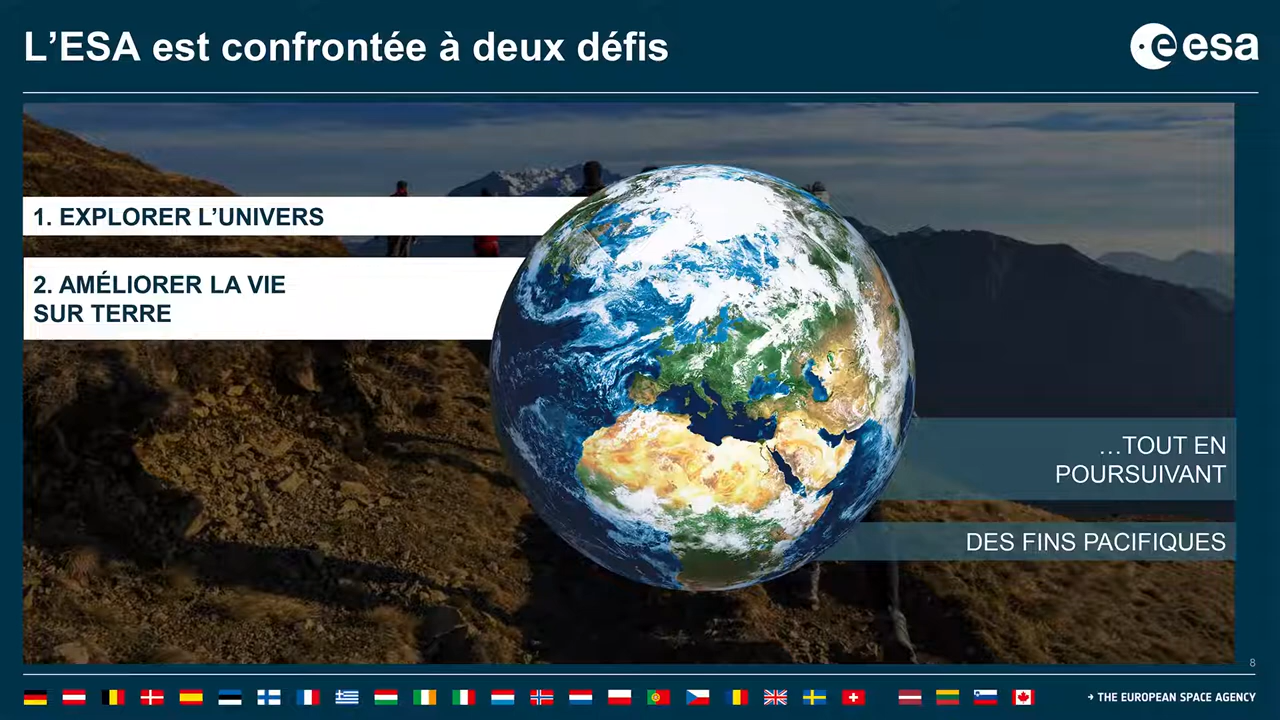 L’ESA est confrontée à deux défis
esa
1. EXPLORER L’UNIVERS
2. AMÉLIORER LA VIE
SUR TERRE
…TOUT EN
POURSUIVANT
DES FINS PACIFIQUES
8
→ THE EUROPEAN SPACE AGENCY